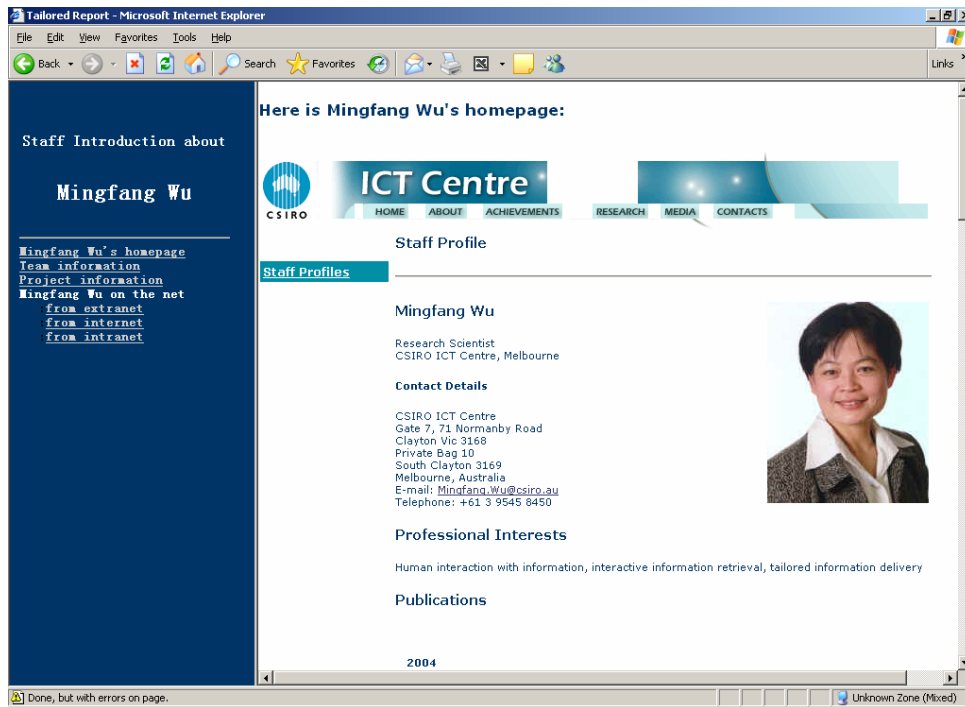 Tailored Report - Microsoft Internet Explorer
File Edit View Favorites Tools Help
Back Search Favorites Links
Staff Introduction about
Mingfang Wu
Mingfang Wu's homepage
Team information
Project information
Mingfang Wu on the net
from extranet
from internet
from intranet
Here is Mingfang Wu's homepage:
CSIRO
ICT Centre
HOME ABOUT ACHIEVEMENTS RESEARCH MEDIA CONTACTS
Staff Profile
Staff Profiles
Mingfang Wu
Research Scientist
CSIRO ICT Centre, Melbourne
Contact Details
CSIRO ICT Centre
Gate 7, 71 Normanby Road
Clayton Vic 3168
Private Bag 10
South Clayton 3169
Melbourne, Australia
E-mail: Mingfang.Wu@csiro.au
Telephone: +61 3 9545 8450
Professional Interests
Human interaction with information, interactive information retrieval, tailored information delivery
Publications
2004
Done, but with errors on page. Unknown Zone (Mixed)